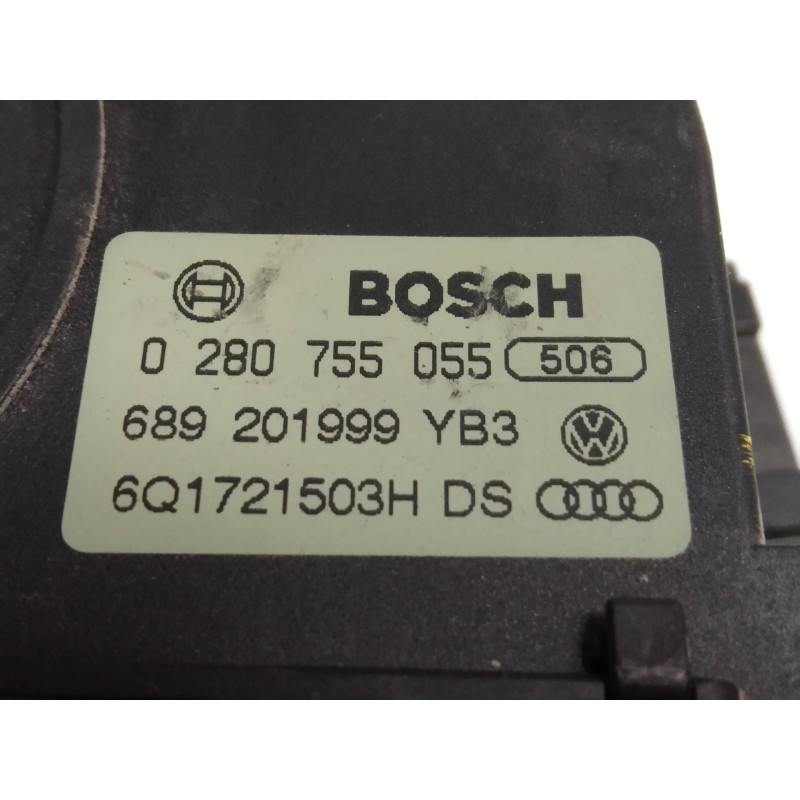 BOSCH
0 280 755 055 506
689 201999 YB3
6Q1721503H DS